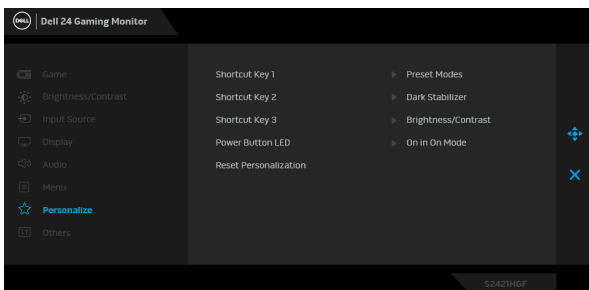 DELL Dell 24 Gaming Monitor
Game
Brightness/Contrast
Input Source
Display
Audio
Menu
Personalize
Others
Shortcut Key 1 Preset Modes
Shortcut Key 2 Dark Stabilizer
Shortcut Key 3 Brightness/Contrast
Power Button LED On in On Mode
Reset Personalization
S2421HGF